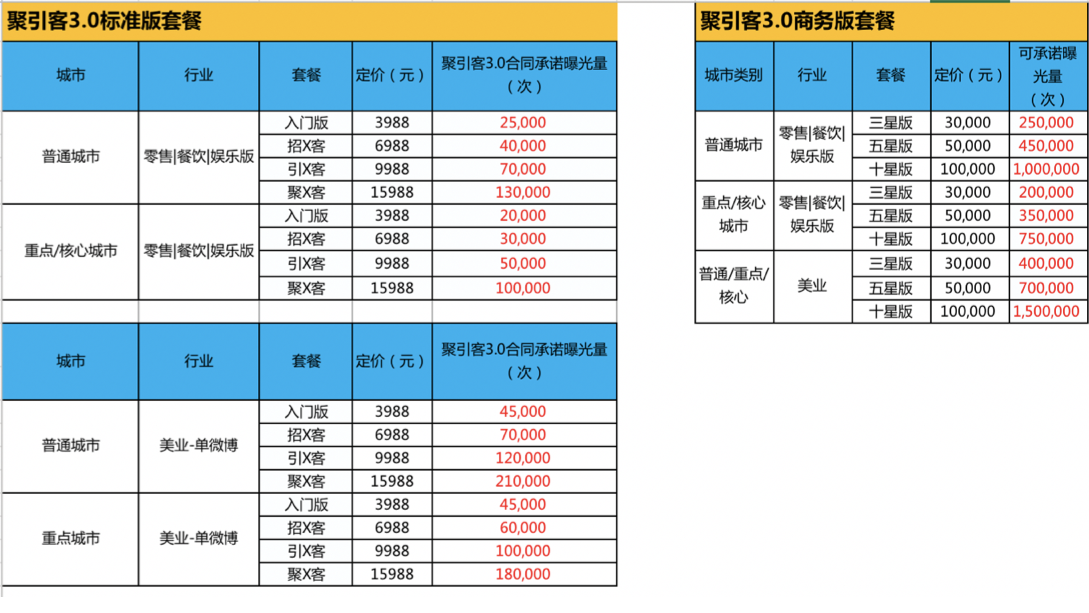 聚引客3.0标准版套餐
城市 行业 套餐 定价（元） 聚引客3.0合同承诺曝光量
（次）
普通城市 零售|餐饮|娱乐版 入门版 3988 25,000
招X客 6988 40,000
引X客 9988 70,000
聚X客 15988 130,000
重点/核心城市 零售|餐饮|娱乐版 入门版 3988 20,000
招X客 6988 30,000
引X客 9988 50,000
聚X客 15988 100,000
城市 行业 套餐 定价（元） 聚引客3.0合同承诺曝光量
（次）
普通城市 美业-单微博 入门版 3988 45,000
招X客 6988 70,000
引X客 9988 120,000
聚X客 15988 210,000
重点城市 美业-单微博 入门版 3988 45,000
招X客 6988 60,000
引X客 9988 100,000
聚X客 15988 180,000
聚引客3.0商务版套餐
城市类别 行业 套餐 定价（元） 可承诺曝
光量
（次）
普通城市 零售|餐饮|
娱乐版 三星版 30,000 250,000
五星版 50,000 450,000
十星版 100,000 1,000,000
重点/核心
城市 零售|餐饮|
娱乐版 三星版 30,000 200,000
五星版 50,000 350,000
十星版 100,000 750,000
普通/重点/
核心 美业 三星版 30,000 400,000
五星版 50,000 700,000
十星版 100,000 1,500,000